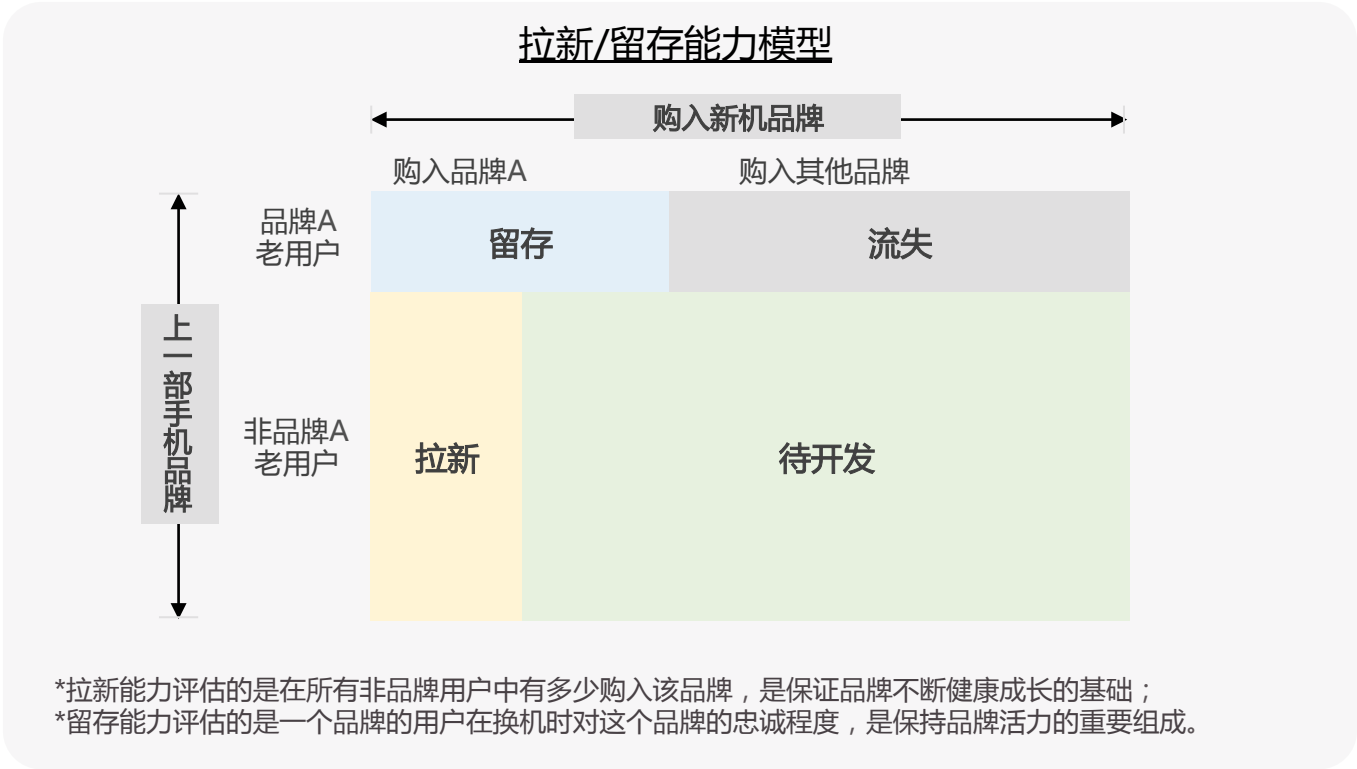 拉新/留存能力模型
购入新机品牌
购入品牌A
购入其他品牌
品牌A
老用户
留存
流失
上一部手机品牌
非品牌A
老用户
拉新
待开发
*拉新能力评估的是在所有非品牌用户中有多少购入该品牌，是保证品牌不断健康成长的基础；
*留存能力评估的是一个品牌的用户在换机时对这个品牌的忠诚程度，是保持品牌活力的重要组成。